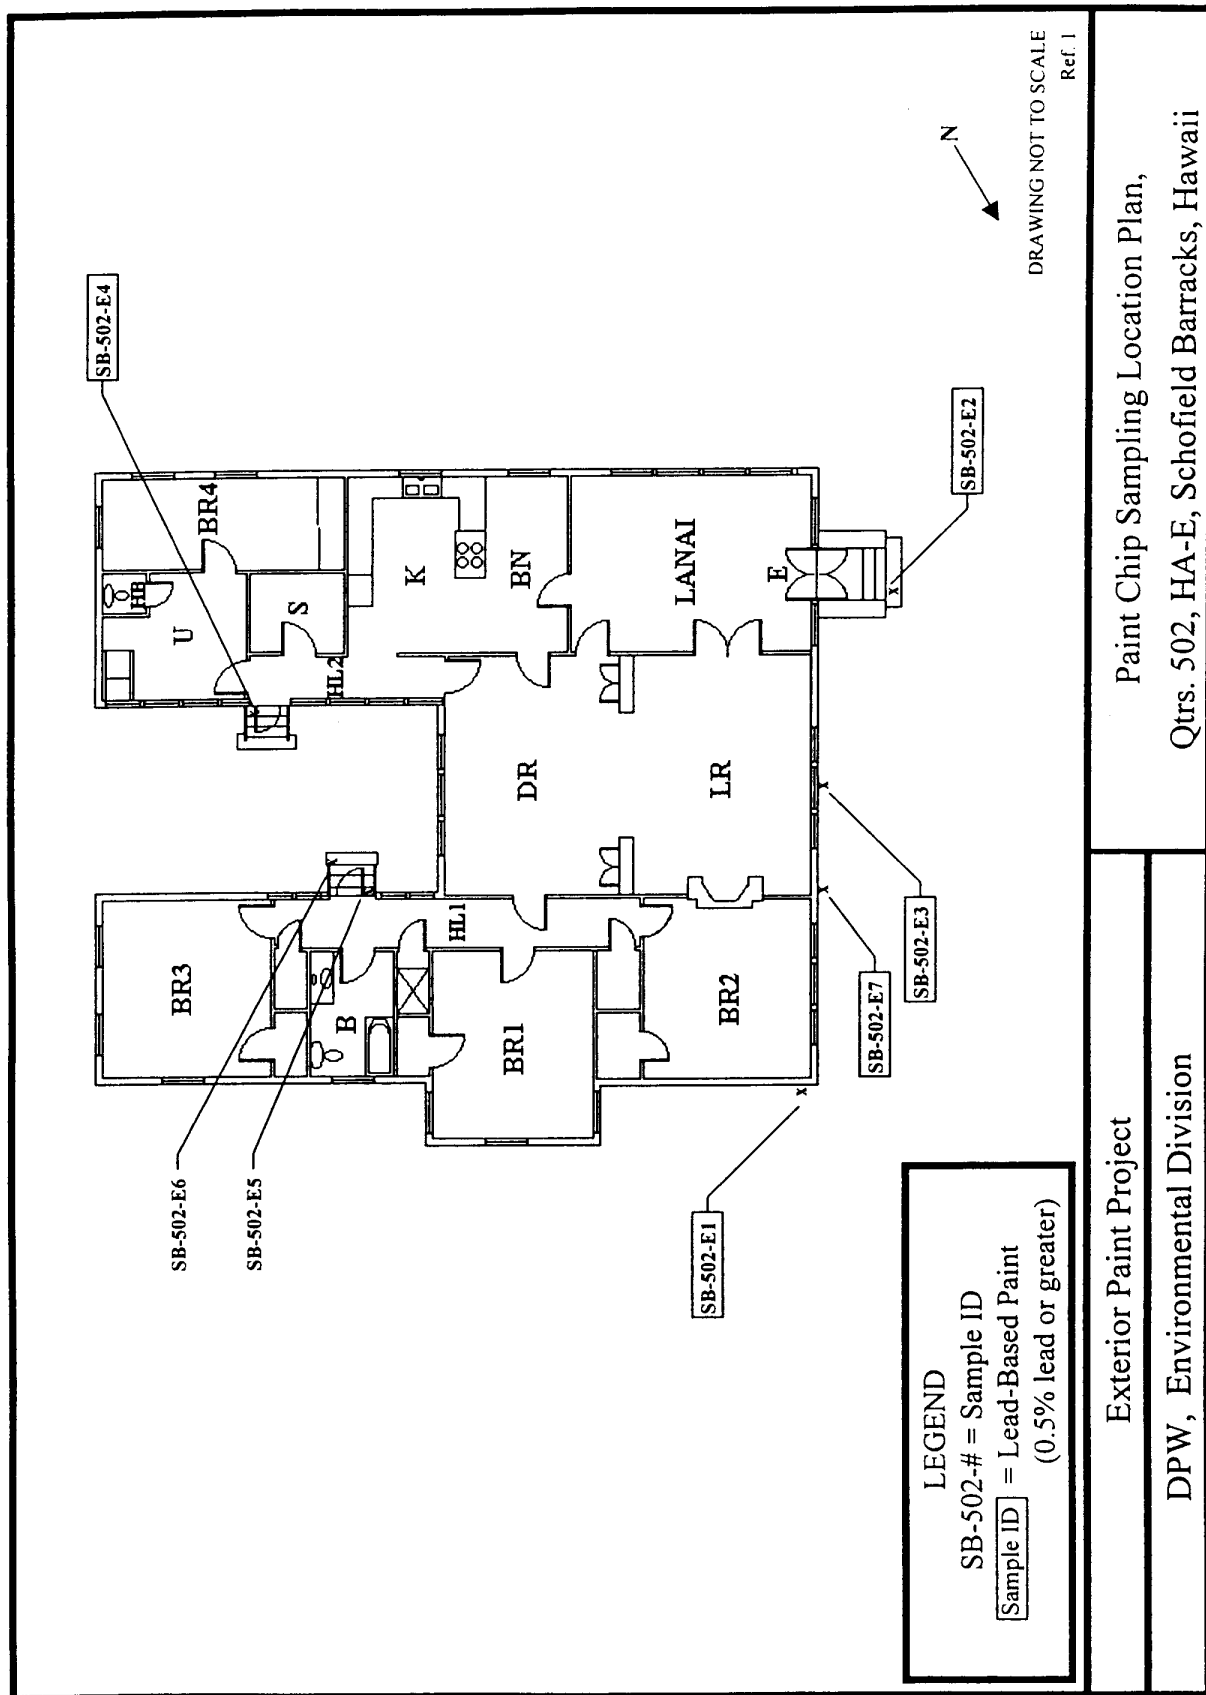 SB-502-E6
SB-502-E5
SB-502-E4
BR3
B
HL1
BR1
BR2
U
HB
BR4
S
HL2
K
BN
DR
LR
LANAI
E
SB-502-E1
SB-502-E7
SB-502-E3
SB-502-E2
N
LEGEND
SB-502-# = Sample ID
Sample ID = Lead-Based Paint
(0.5% lead or greater)
DRAWING NOT TO SCALE
Ref. 1
Exterior Paint Project
DPW, Environmental Division
Paint Chip Sampling Location Plan,
Qtrs. 502, HA-E, Schofield Barracks, Hawaii